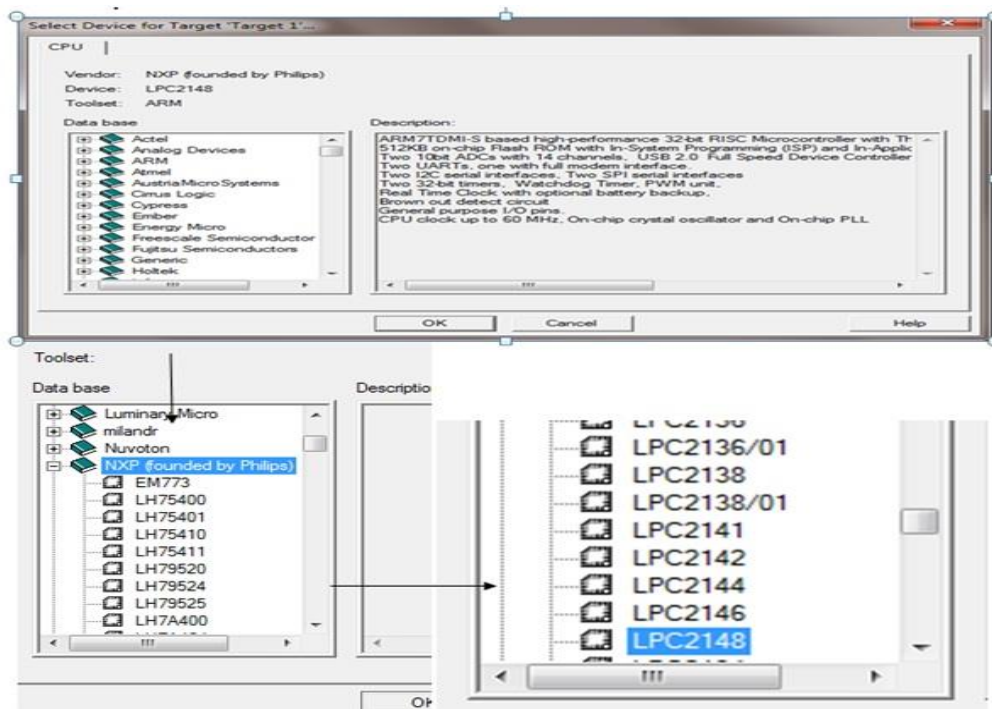 Select Device for Target 'Target 1'...
CPU
Vendor: NXP (founded by Philips)
Device: LPC2148
Toolset: ARM
Data base
Actel
Analog Devices
ARM
Atmel
AustriaMicroSystems
Cirrus Logic
Cypress
Ember
Energy Micro
Freescale Semiconductor
Fujitsu Semiconductors
Generic
Holtek
Description:
ARM7TDMI-S based high-performance 32-bit RISC Microcontroller with Th
512KB on-chip Flash ROM with In-System Programming (ISP) and In-Applic
Two 10bit ADCs with 14 channels, USB 2.0 Full Speed Device Controller
Two UARTs, one with full modem interface.
Two I2C serial interfaces, Two SPI serial interfaces
Two 32-bit timers, Watchdog Timer, PWM unit,
Real Time Clock with optional battery backup,
Brown out detect circuit
General purpose I/O pins.
CPU clock up to 60 MHz, On-chip crystal oscillator and On-chip PLL
OK Cancel Help
Toolset:
Data base
Luminary Micro
milandr
Nuvoton
NXP (founded by Philips)
EM773
LH75400
LH75401
LH75410
LH75411
LH79520
LH79524
LH79525
LH7A400
Descriptio
LPC2136/01
LPC2138
LPC2138/01
LPC2141
LPC2142
LPC2144
LPC2146
LPC2148